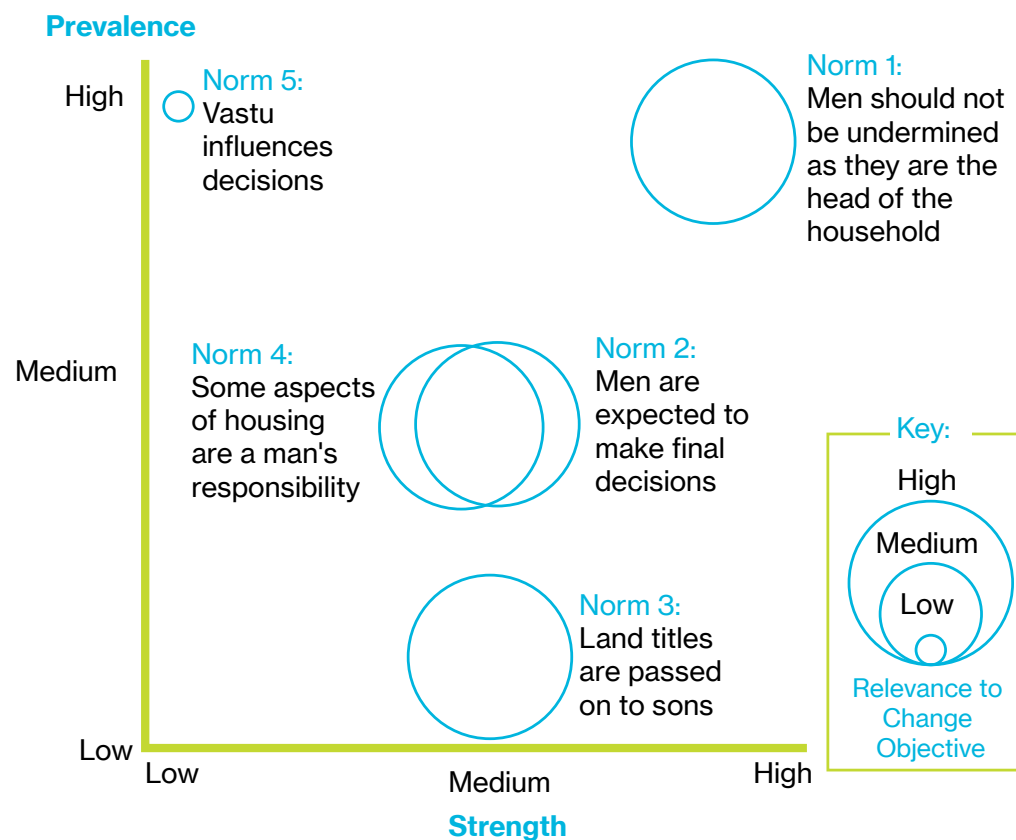 Prevalence
High
Norm 5:
Vastu
influences
decisions
Norm 1:
Men should not
be undermined
as they are the
head of the
household
Medium
Norm 4:
Some aspects
of housing
are a man's
responsibility
Norm 2:
Men are
expected to
make final
decisions
Norm 3:
Land titles
are passed
on to sons
Key:
High
Medium
Low
Relevance to
Change
Objective
Low
Low
Medium
High
Strength